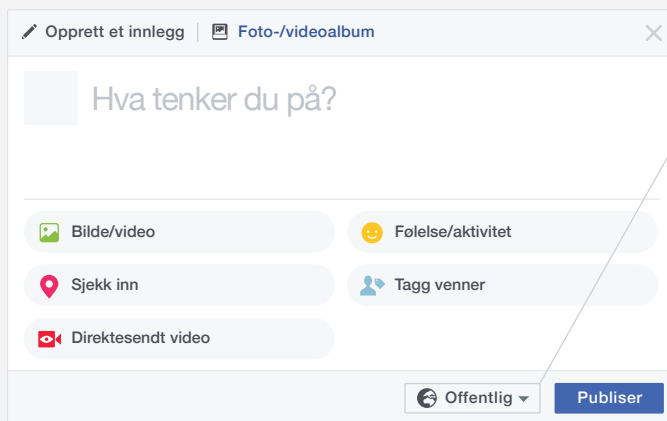 Opprett et innlegg Foto-/videoalbum
Hva tenker du på?
Bilde/video Følelse/aktivitet
Sjekk inn Tagg venner
Direktesendt video
Offentlig Publiser